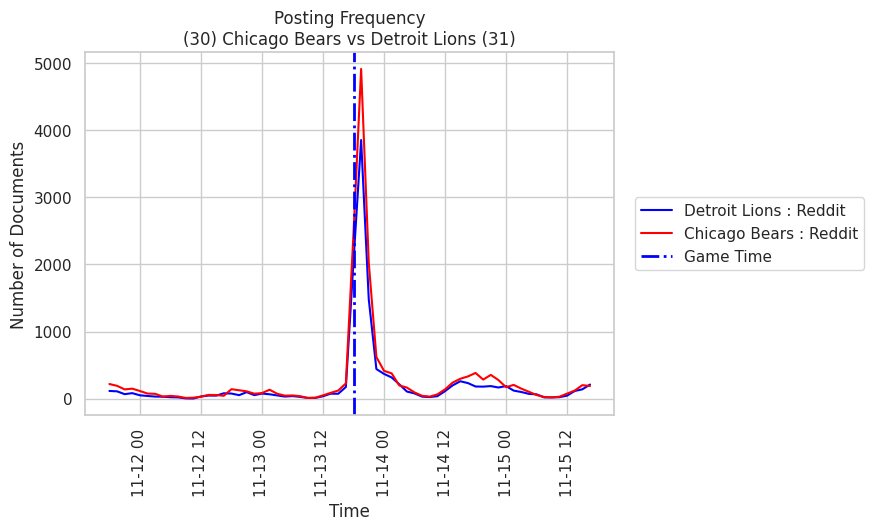 Posting Frequency
(30) Chicago Bears vs Detroit Lions (31)
Number of Documents
5000
4000
3000
2000
1000
0
11-12 00
11-12 12
11-13 00
11-13 12
11-14 00
11-14 12
11-15 00
11-15 12
Time
Detroit Lions : Reddit
Chicago Bears : Reddit
Game Time